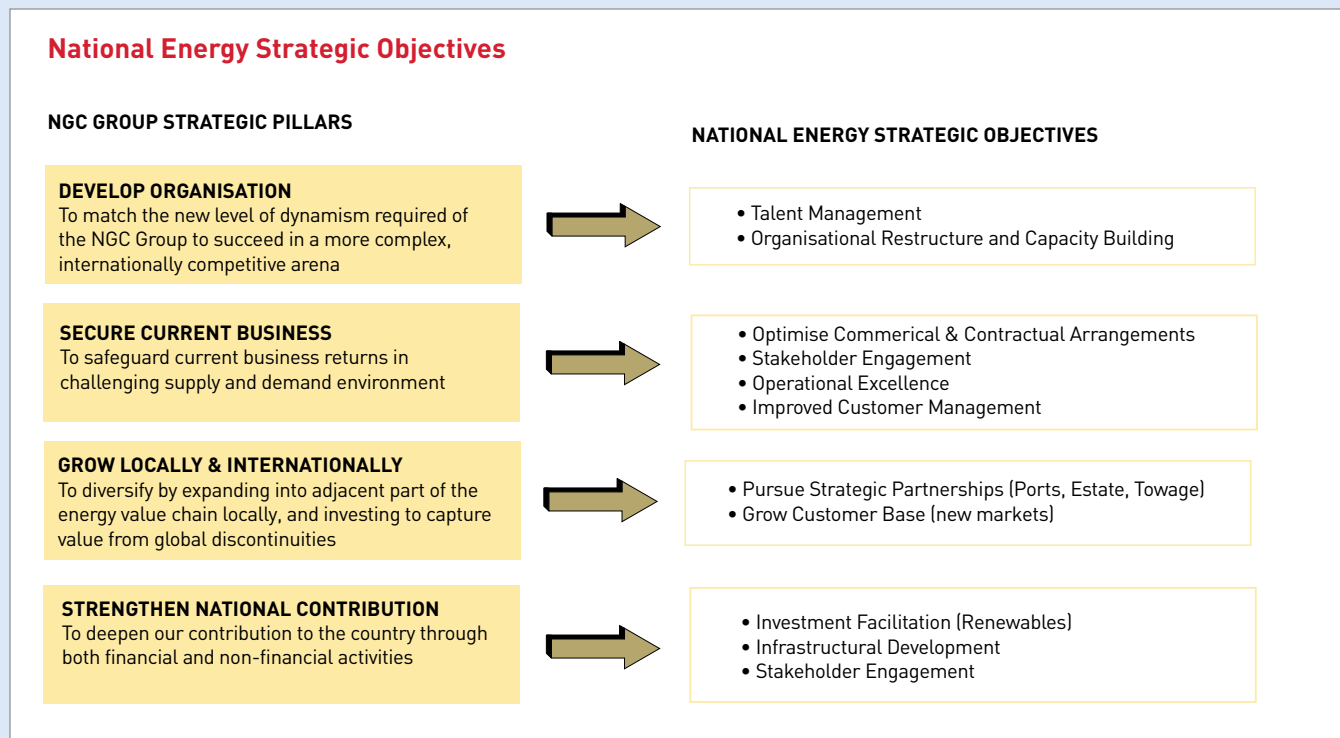 National Energy Strategic Objectives
NGC GROUP STRATEGIC PILLARS
NATIONAL ENERGY STRATEGIC OBJECTIVES
DEVELOP ORGANISATION
To match the new level of dynamism required of
the NGC Group to succeed in a more complex,
internationally competitive arena
• Talent Management
• Organisational Restructure and Capacity Building
SECURE CURRENT BUSINESS
To safeguard current business returns in
challenging supply and demand environment
• Optimise Commerical & Contractual Arrangements
• Stakeholder Engagement
• Operational Excellence
• Improved Customer Management
GROW LOCALLY & INTERNATIONALLY
To diversify by expanding into adjacent part of the
energy value chain locally, and investing to capture
value from global discontinuities
• Pursue Strategic Partnerships (Ports, Estate, Towage)
• Grow Customer Base (new markets)
STRENGTHEN NATIONAL CONTRIBUTION
To deepen our contribution to the country through
both financial and non-financial activities
• Investment Facilitation (Renewables)
• Infrastructural Development
• Stakeholder Engagement